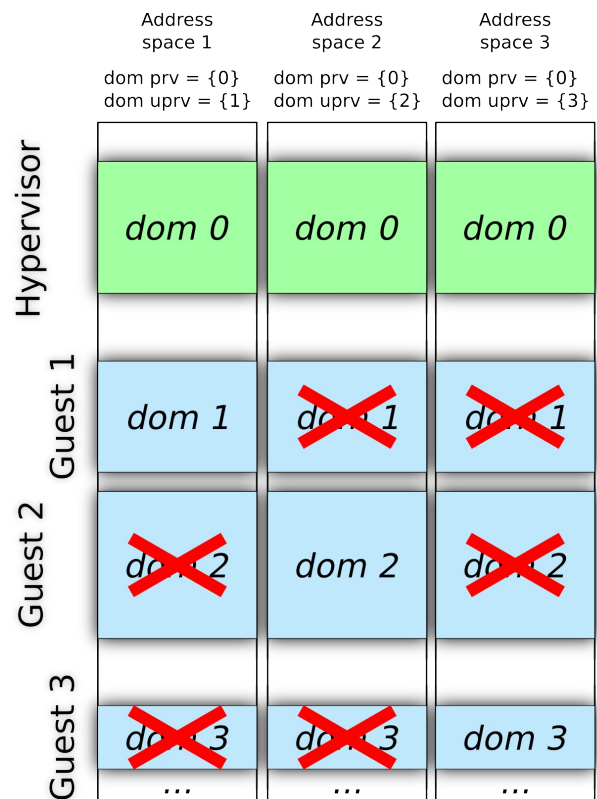 Address space 1
Address space 2
Address space 3
dom prv = {0}
dom uprv = {1}
dom prv = {0}
dom uprv = {2}
dom prv = {0}
dom uprv = {3}
Hypervisor
dom 0
dom 0
dom 0
Guest 1
dom 1
dom 1
dom 1
Guest 2
dom 2
dom 2
dom 2
Guest 3
dom 3
dom 3
dom 3
...
...
...